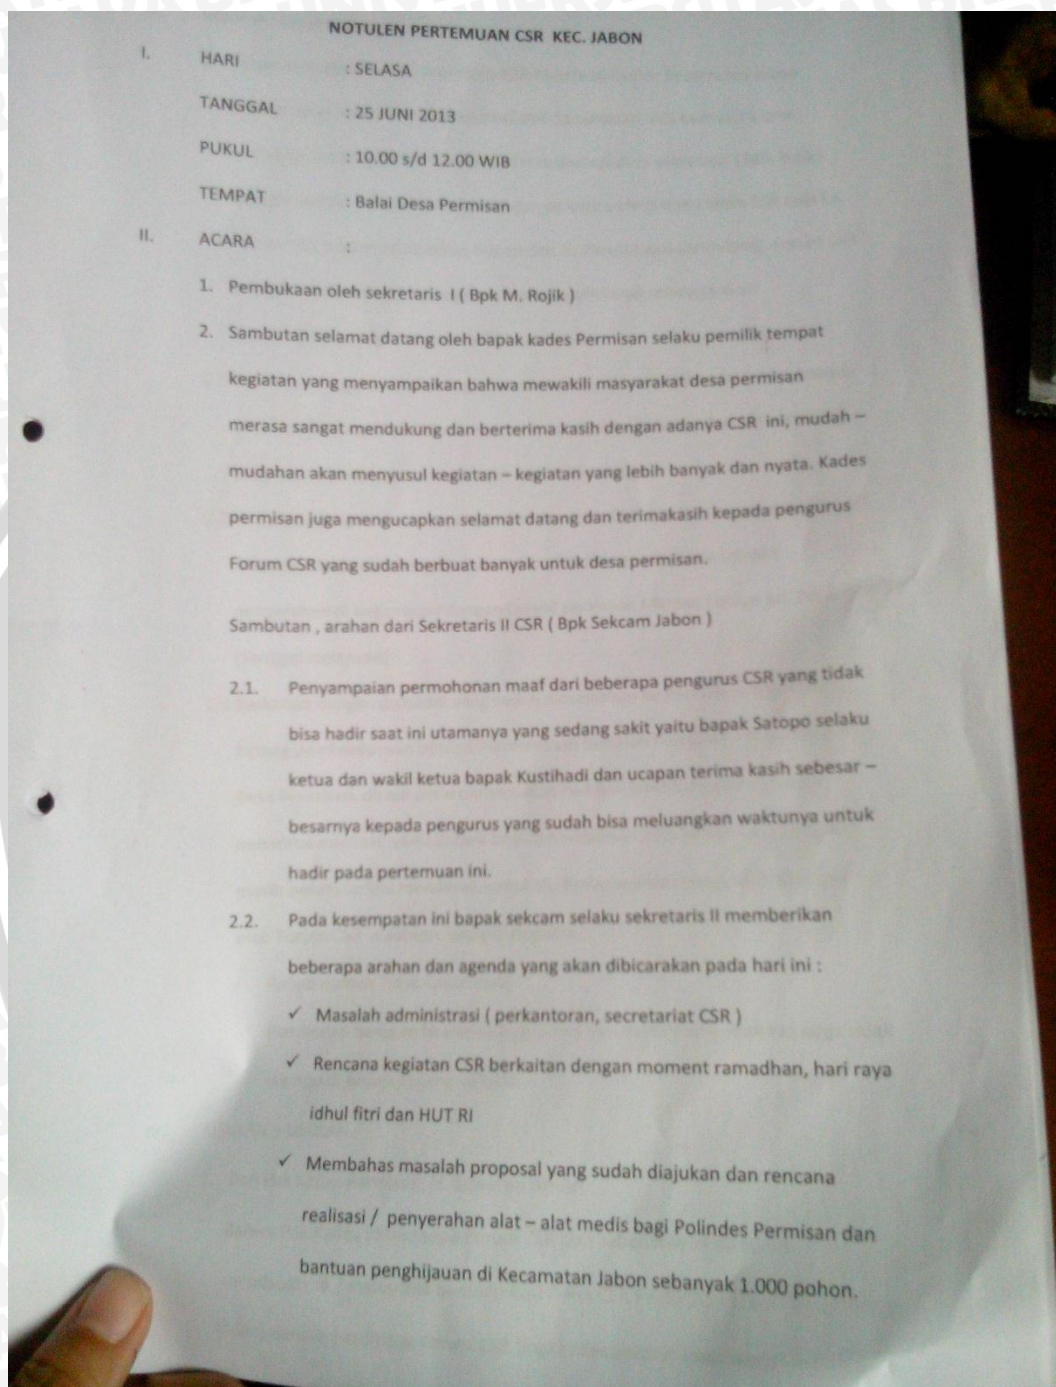 NOTULEN PERTEMUAN CSR KEC. JABON
I. HARI : SELASA
TANGGAL : 25 JUNI 2013
PUKUL : 10.00 s/d 12.00 WIB
TEMPAT : Balai Desa Permisan
II. ACARA :
1. Pembukaan oleh sekretaris I ( Bpk M. Rojik )
2. Sambutan selamat datang oleh bapak kades Permisan selaku pemilik tempat
kegiatan yang menyampaikan bahwa mewakili masyarakat desa permisan
merasa sangat mendukung dan berterima kasih dengan adanya CSR ini, mudah –
mudahan akan menyusul kegiatan – kegiatan yang lebih banyak dan nyata. Kades
permisan juga mengucapkan selamat datang dan terimakasih kepada pengurus
Forum CSR yang sudah berbuat banyak untuk desa permisan.
Sambutan , arahan dari Sekretaris II CSR ( Bpk Sekcam Jabon )
2.1. Penyampaian permohonan maaf dari beberapa pengurus CSR yang tidak
bisa hadir saat ini utamanya yang sedang sakit yaitu bapak Satopo selaku
ketua dan wakil ketua bapak Kustihadi dan ucapan terima kasih sebesar –
besarnya kepada pengurus yang sudah bisa meluangkan waktunya untuk
hadir pada pertemuan ini.
2.2. Pada kesempatan ini bapak sekcam selaku sekretaris II memberikan
beberapa arahan dan agenda yang akan dibicarakan pada hari ini :
✓ Masalah administrasi ( perkantoran, secretariat CSR )
✓ Rencana kegiatan CSR berkaitan dengan moment ramadhan, hari raya
idhul fitri dan HUT RI
✓ Membahas masalah proposal yang sudah diajukan dan rencana
realisasi / penyerahan alat – alat medis bagi Polindes Permisan dan
bantuan penghijauan di Kecamatan Jabon sebanyak 1.000 pohon.